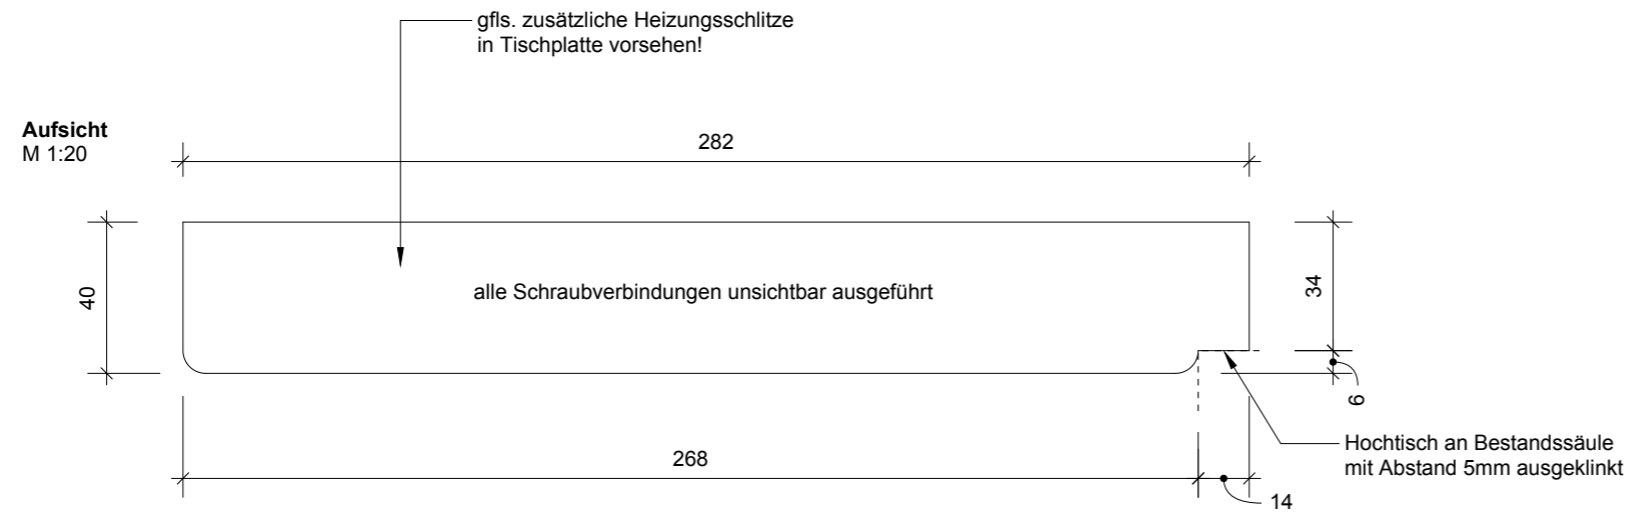 gfls. zusätzliche Heizungsschlitze
in Tischplatte vorsehen!
Aufsicht
M 1:20
282
40
alle Schraubverbindungen unsichtbar ausgeführt
34
6
Hochtisch an Bestandssäule
mit Abstand 5mm ausgeklinkt
268
14